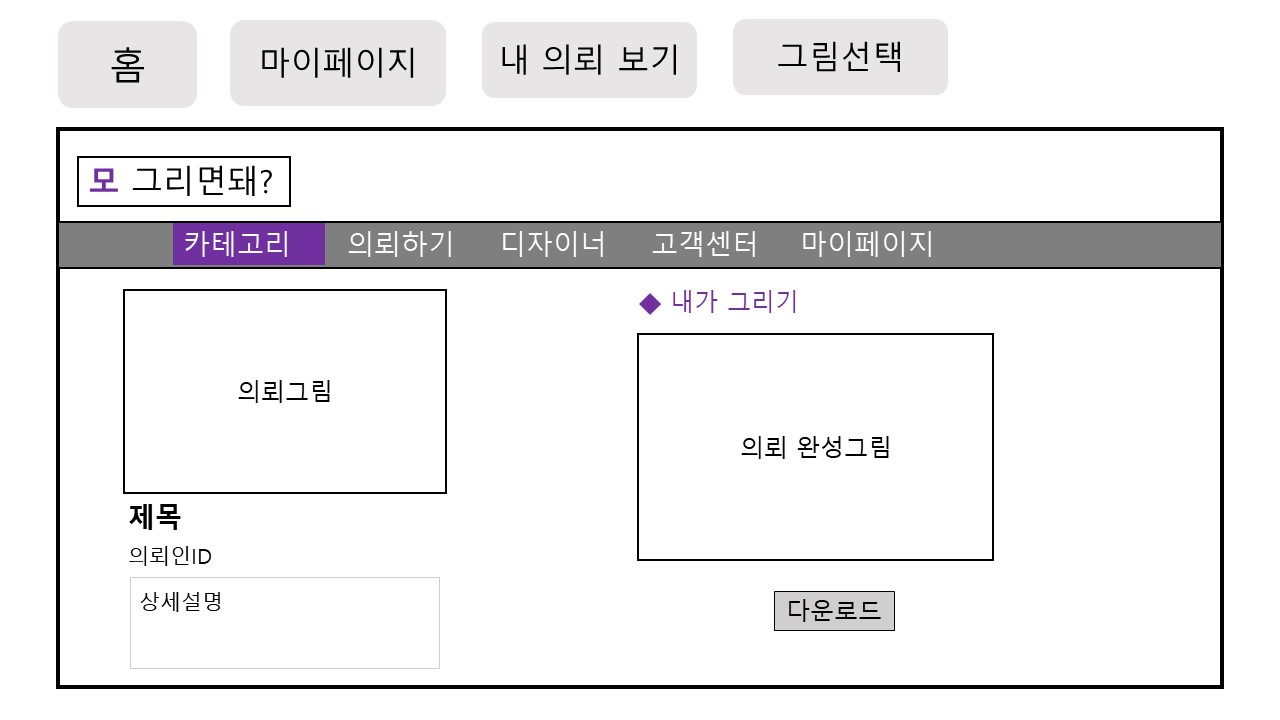 홈 마이페이지 내 의뢰 보기 그림선택
모 그리면돼?
카테고리 의뢰하기 디자이너 고객센터 마이페이지
의뢰그림
제목
의뢰인ID
상세설명
◆ 내가 그리기
의뢰 완성그림
다운로드